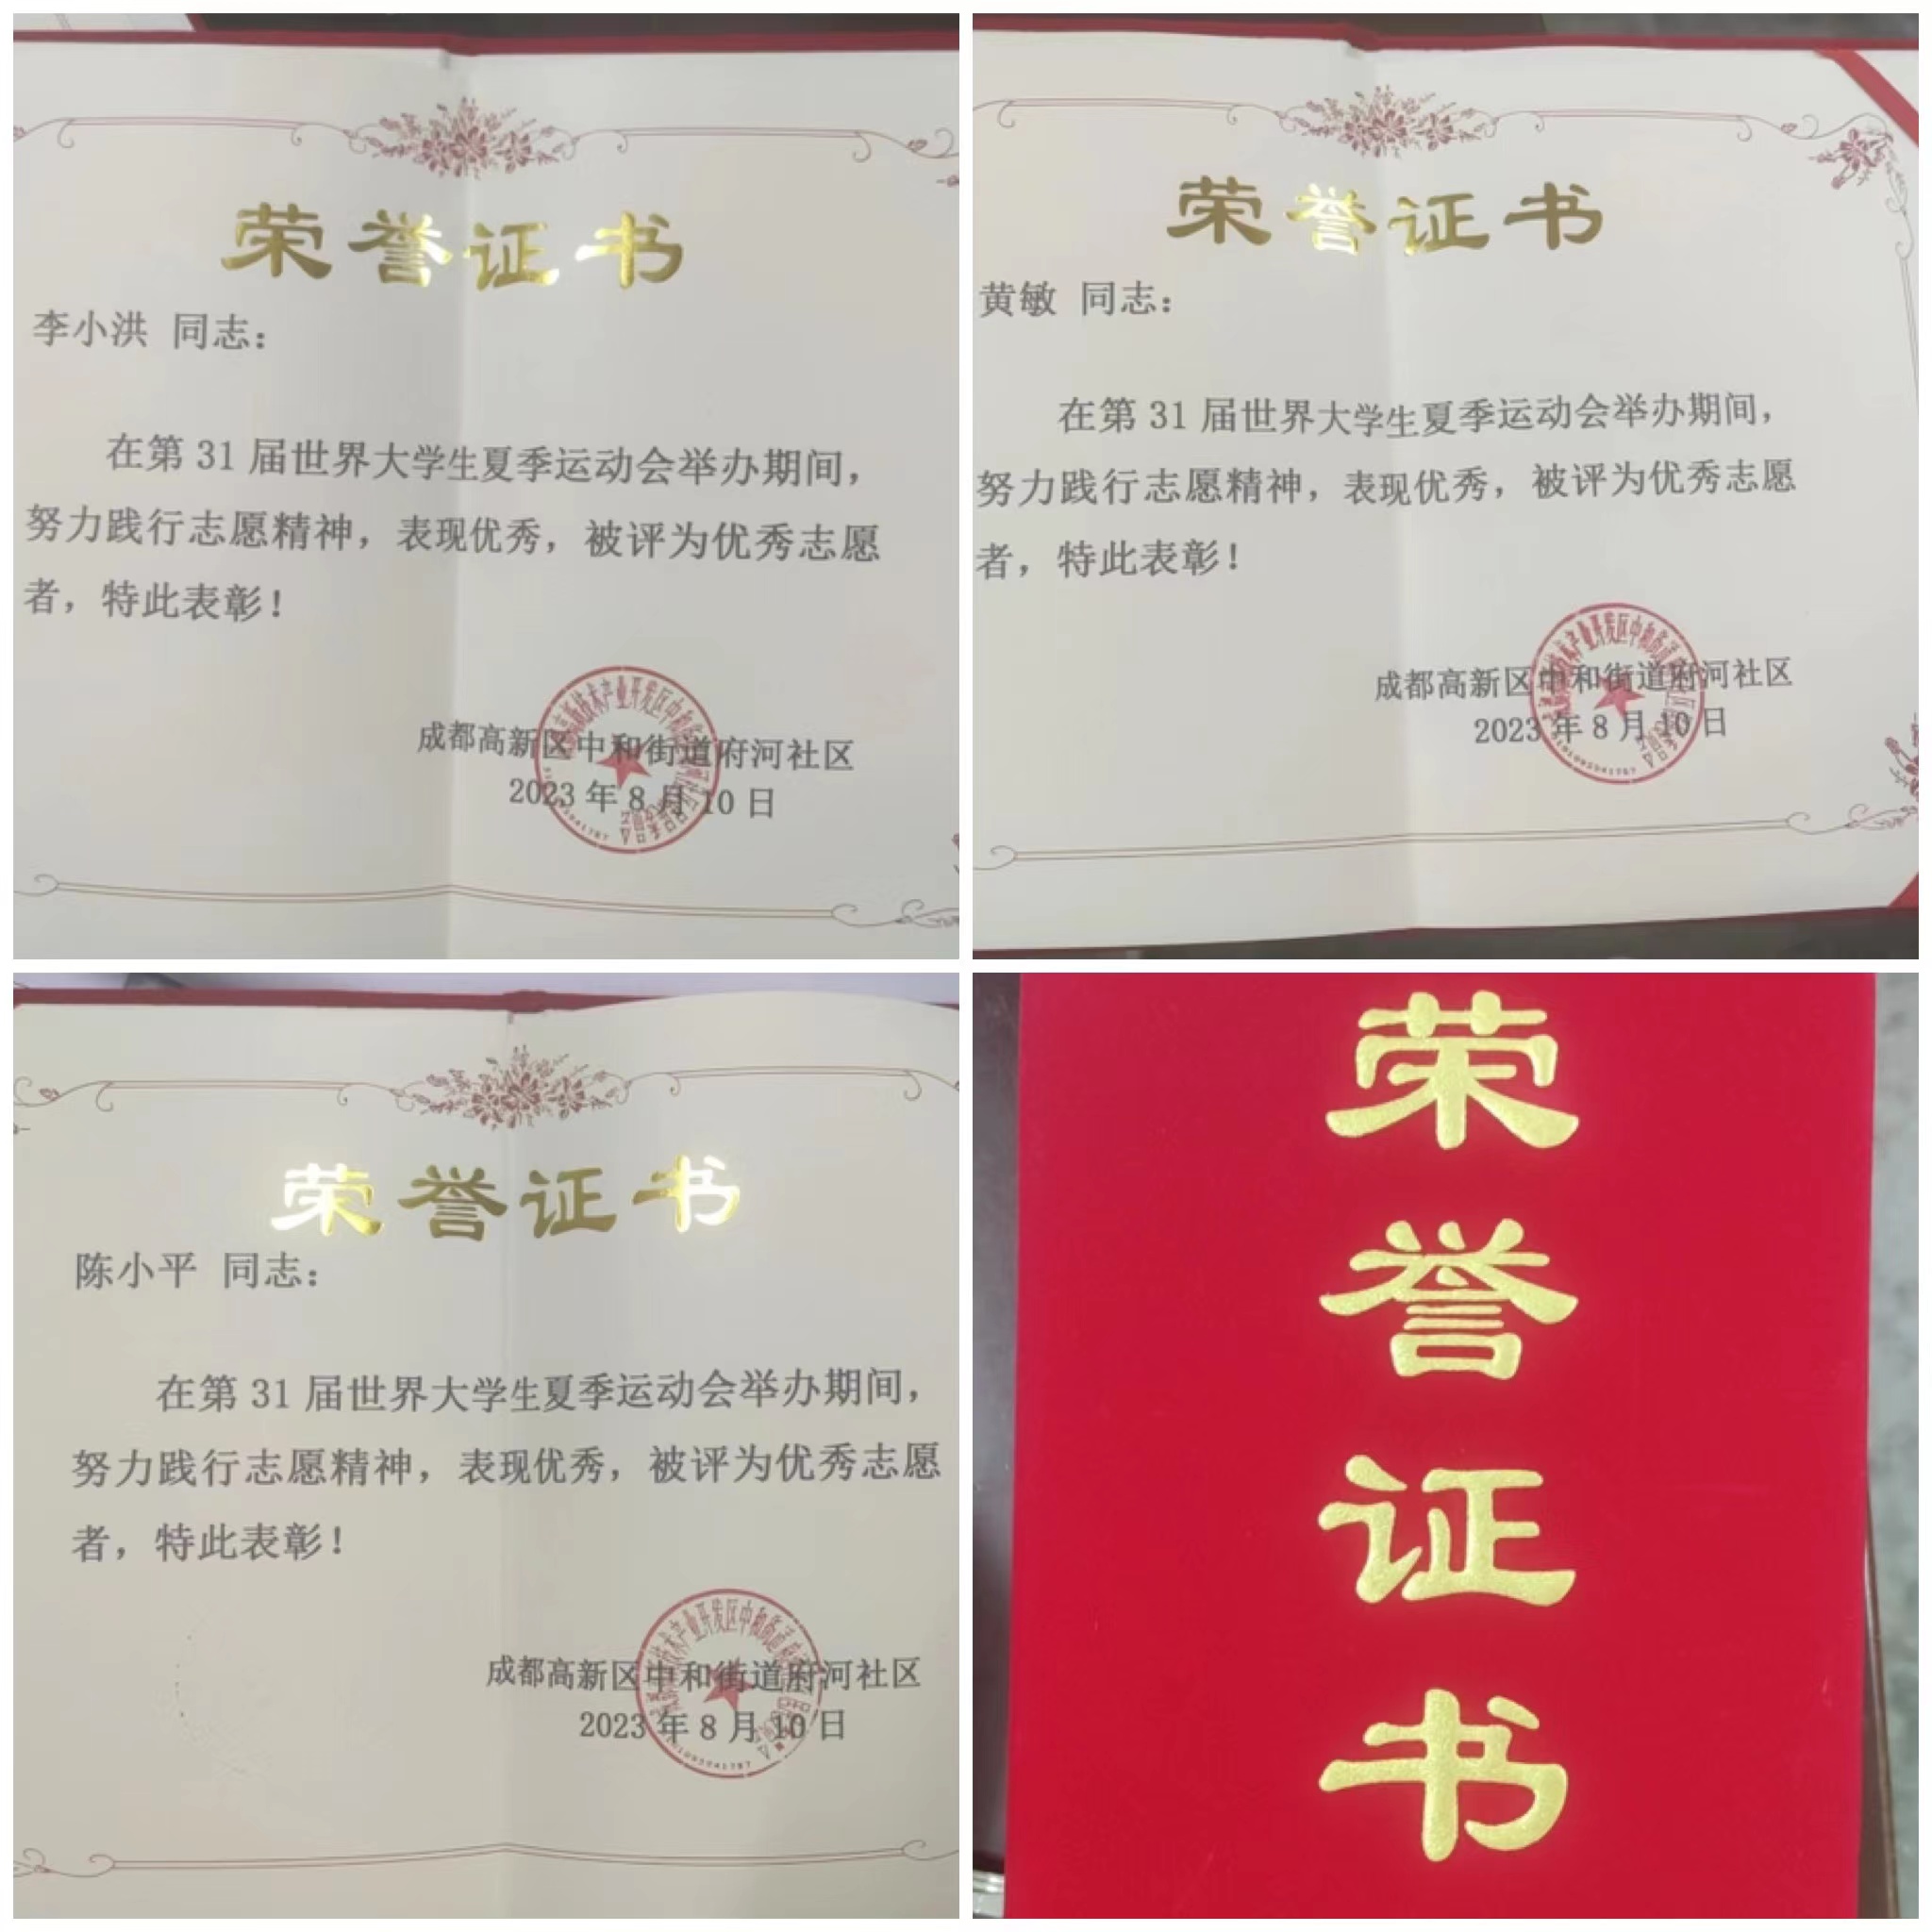 荣誉证书
李小洪 同志：
在第31届世界大学生夏季运动会举办期间，
努力践行志愿精神，表现优秀，被评为优秀志愿
者，特此表彰！
成都高新区中和街道府河社区
2023年8月10日
荣誉证书
黄敏 同志：
在第31届世界大学生夏季运动会举办期间，
努力践行志愿精神，表现优秀，被评为优秀志愿
者，特此表彰！
成都高新区中和街道府河社区
2023年8月10日
荣誉证书
陈小平 同志：
在第31届世界大学生夏季运动会举办期间，
努力践行志愿精神，表现优秀，被评为优秀志愿
者，特此表彰！
成都高新区中和街道府河社区
2023年8月10日
荣誉证书